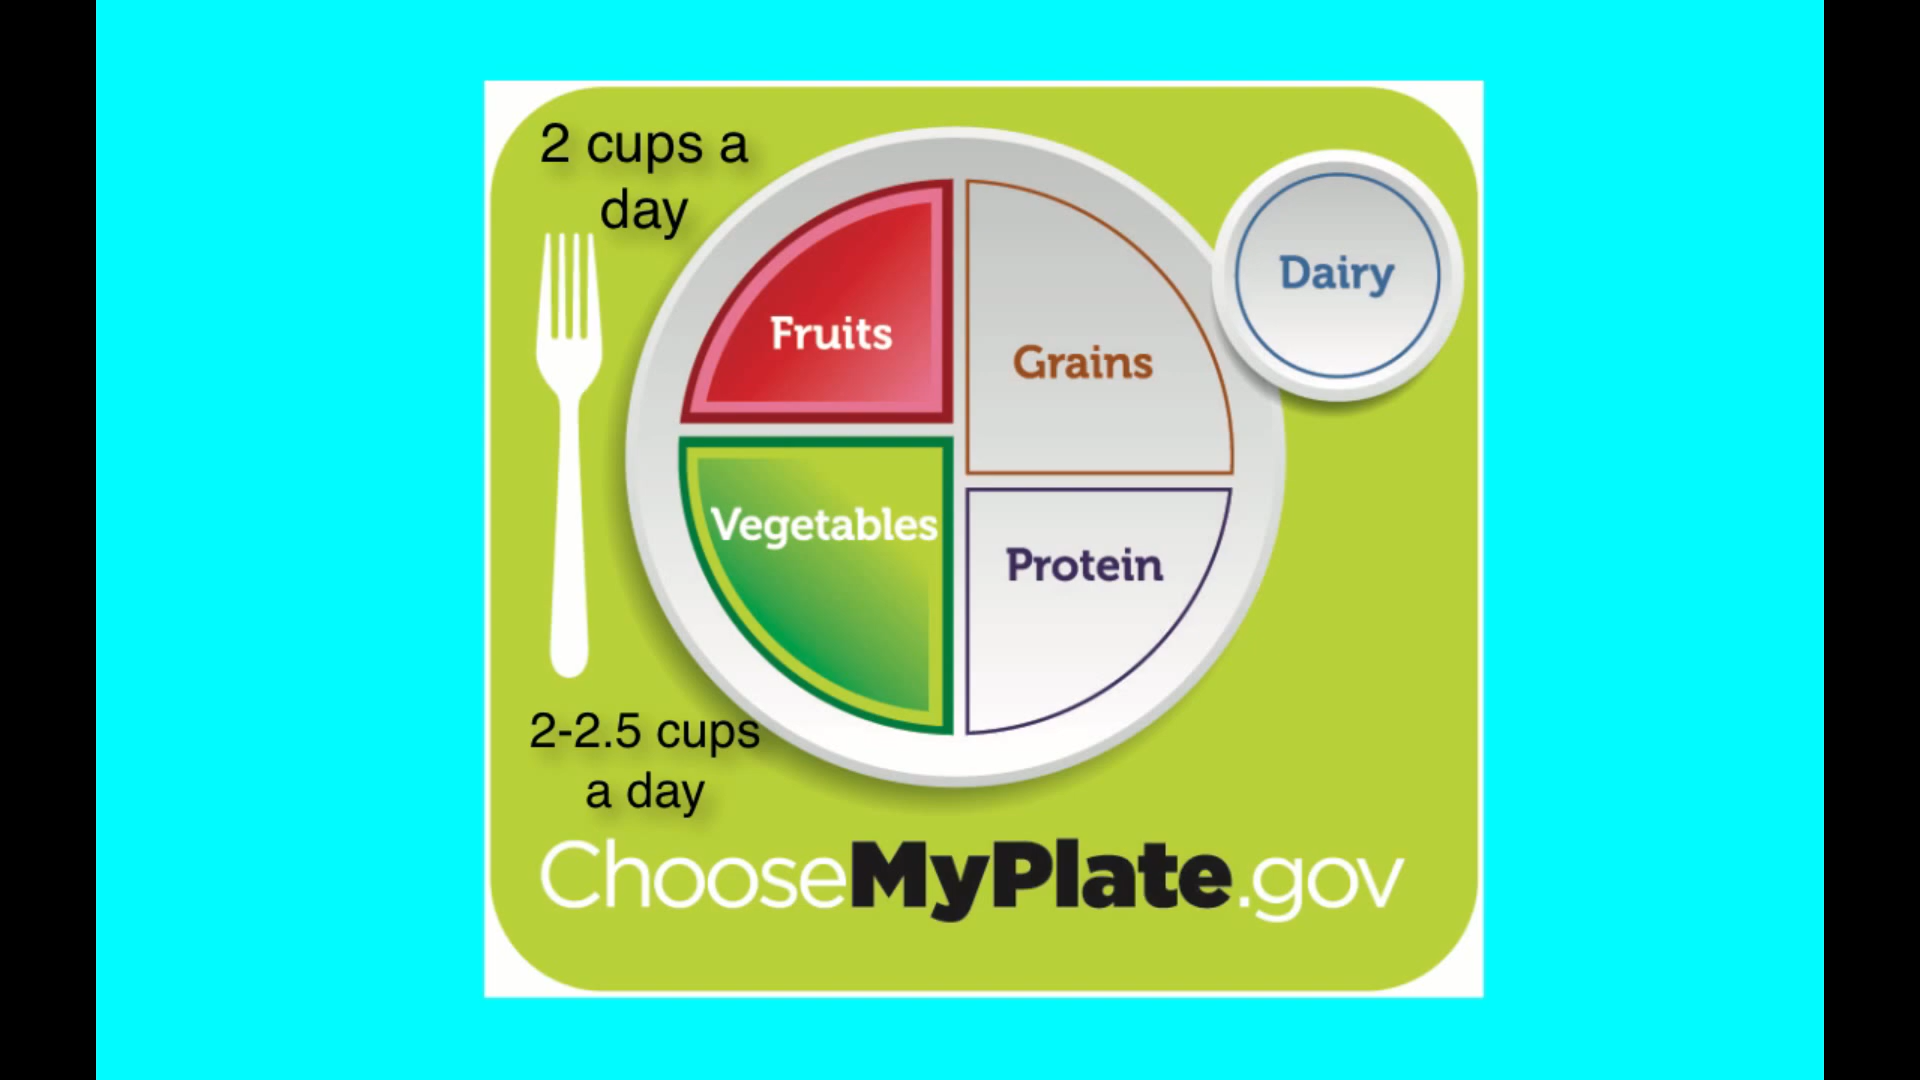 2 cups a
day
Fruits
Grains
Dairy
Vegetables
Protein
2-2.5 cups
a day
ChooseMyPlate.gov